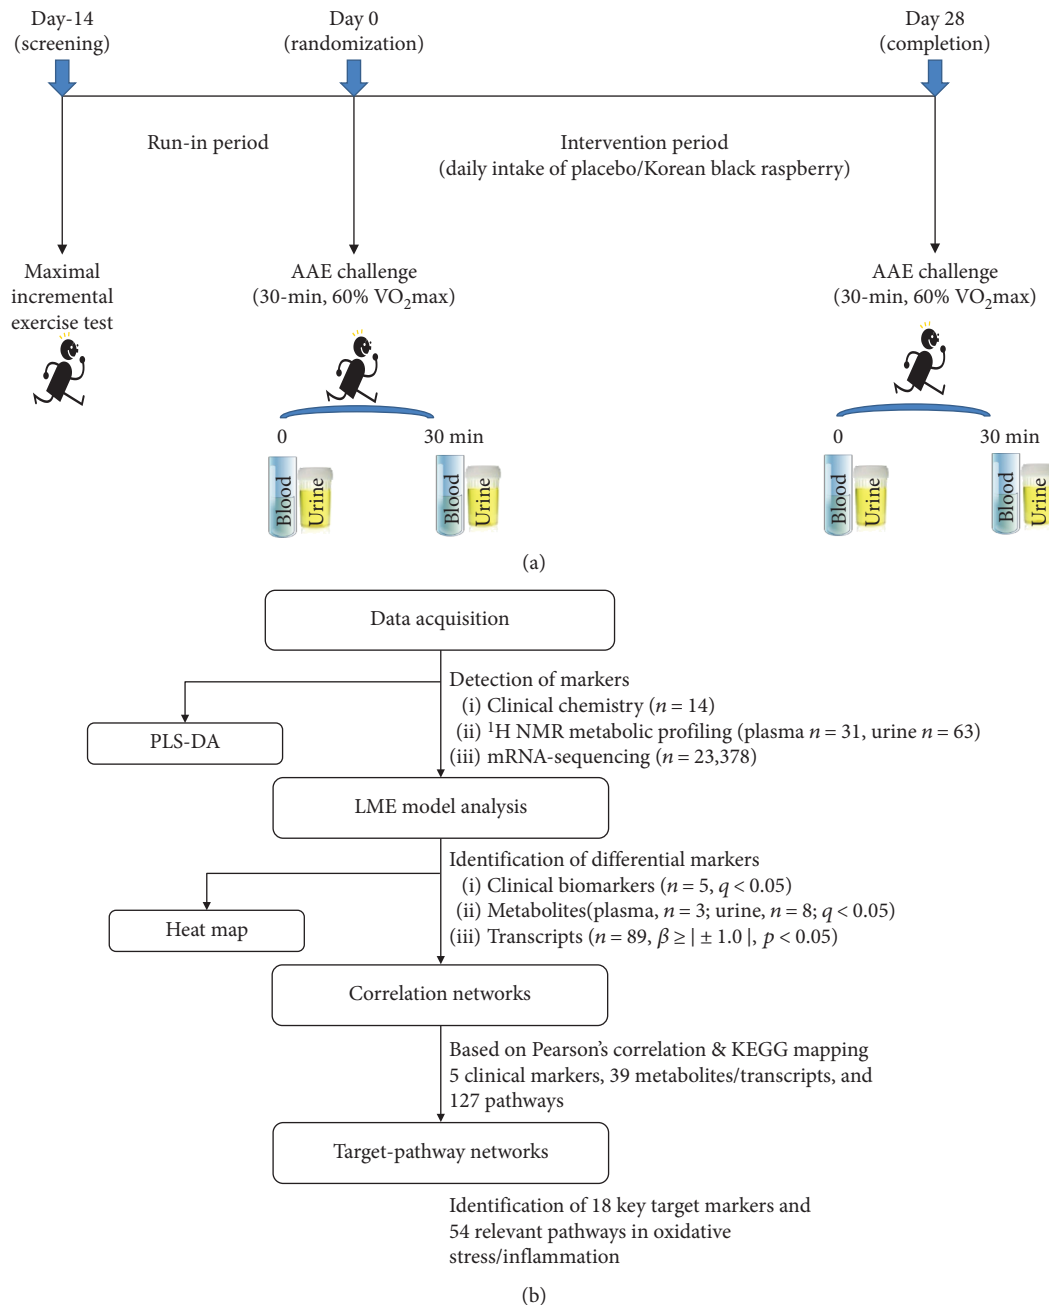 Day-14
(screening)
Day 0
(randomization)
Day 28
(completion)
Run-in period
Intervention period
(daily intake of placebo/Korean black raspberry)
Maximal
incremental
exercise test
AAE challenge
(30-min, 60% VO₂max)
AAE challenge
(30-min, 60% VO₂max)
0
30 min
0
30 min
Blood
Urine
Blood
Urine
Blood
Urine
Blood
Urine
(a)
Data acquisition
Detection of markers
(i) Clinical chemistry (n = 14)
(ii) ¹H NMR metabolic profiling (plasma n = 31, urine n = 63)
(iii) mRNA-sequencing (n = 23,378)
PLS-DA
LME model analysis
Identification of differential markers
(i) Clinical biomarkers (n = 5, q < 0.05)
(ii) Metabolites(plasma, n = 3; urine, n = 8; q < 0.05)
(iii) Transcripts (n = 89, β ≥ | ± 1.0 |, p < 0.05)
Heat map
Correlation networks
Based on Pearson's correlation & KEGG mapping
5 clinical markers, 39 metabolites/transcripts, and
127 pathways
Target-pathway networks
Identification of 18 key target markers and
54 relevant pathways in oxidative
stress/inflammation
(b)